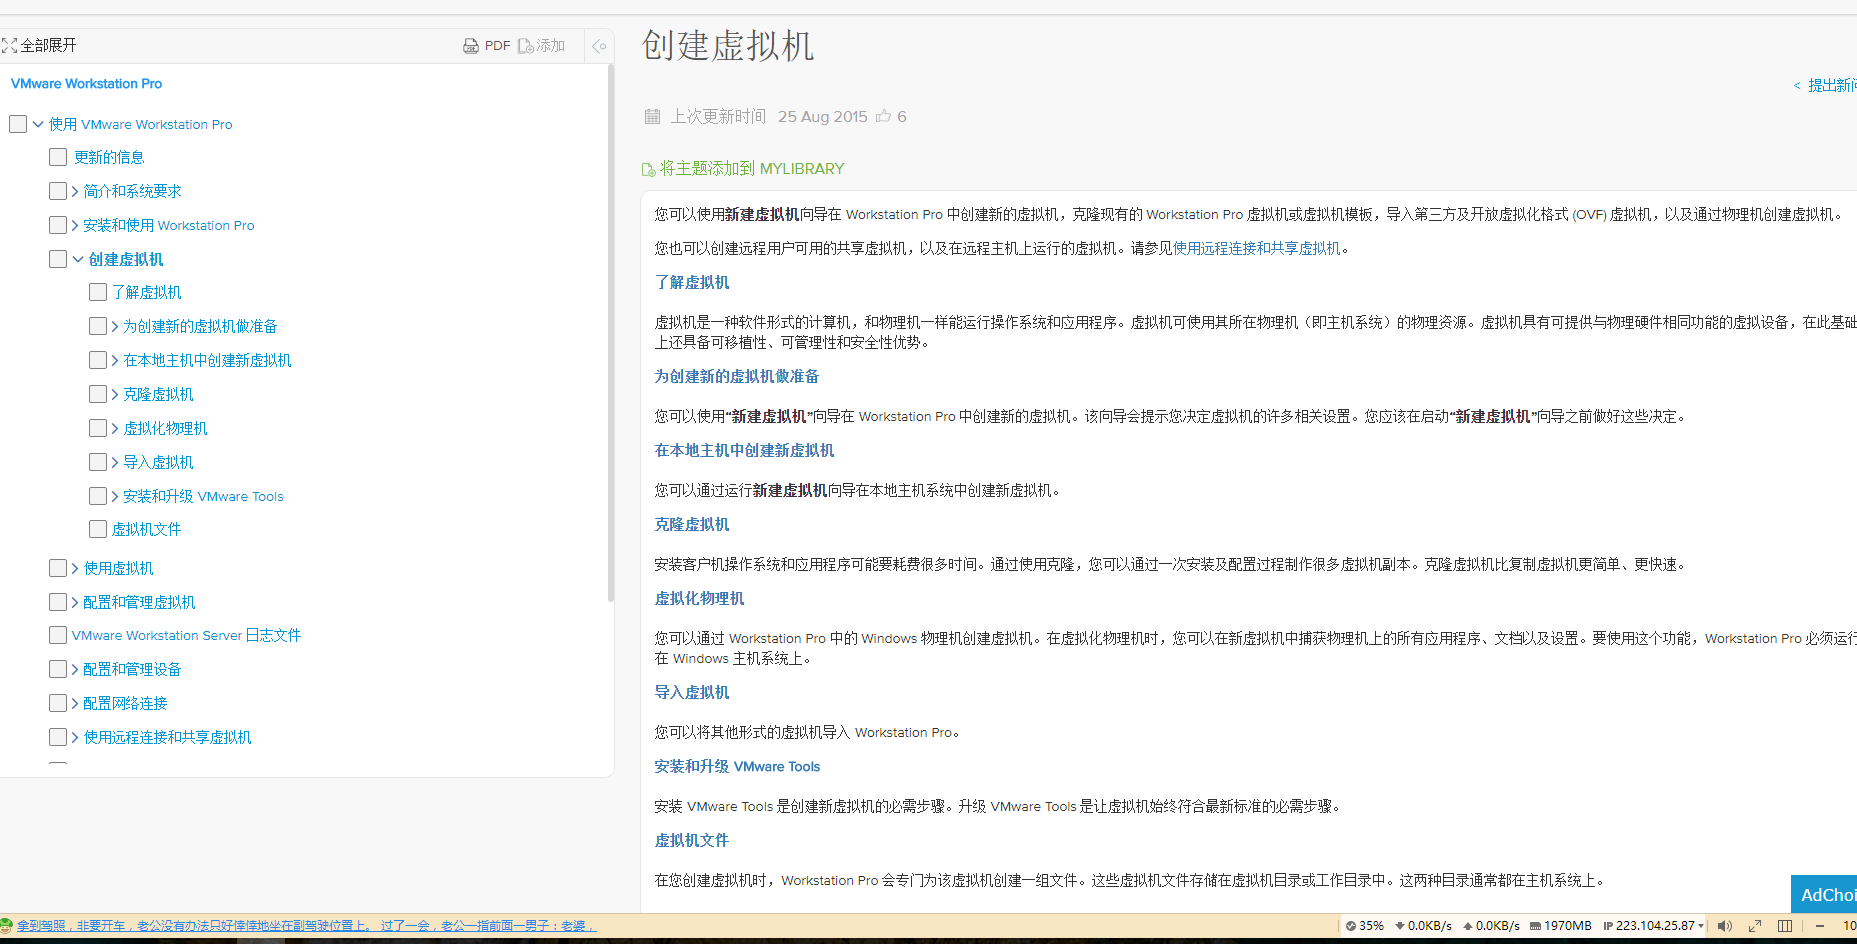 全部展开
PDF
添加
VMware Workstation Pro
使用 VMware Workstation Pro
更新的信息
简介和系统要求
安装和使用 Workstation Pro
创建虚拟机
了解虚拟机
为创建新的虚拟机做准备
在本地主机中创建新虚拟机
克隆虚拟机
虚拟化物理机
导入虚拟机
安装和升级 VMware Tools
虚拟机文件
使用虚拟机
配置和管理虚拟机
VMware Workstation Server 日志文件
配置和管理设备
配置网络连接
使用远程连接和共享虚拟机
创建虚拟机
< 提出新问
上次更新时间 25 Aug 2015 6
将主题添加到 MYLIBRARY
您可以使用新建虚拟机向导在 Workstation Pro 中创建新的虚拟机，克隆现有的 Workstation Pro 虚拟机或虚拟机模板，导入第三方及开放虚拟化格式 (OVF) 虚拟机，以及通过物理机创建虚拟机。
您也可以创建远程用户可用的共享虚拟机，以及在远程主机上运行的虚拟机。请参见使用远程连接和共享虚拟机。
了解虚拟机
虚拟机是一种软件形式的计算机，和物理机一样能运行操作系统和应用程序。虚拟机可使用其所在物理机（即主机系统）的物理资源。虚拟机具有可提供与物理硬件相同功能的虚拟设备，在此基础
上还具备可移植性、可管理性和安全性优势。
为创建新的虚拟机做准备
您可以使用“新建虚拟机”向导在 Workstation Pro 中创建新的虚拟机。该向导会提示您决定虚拟机的许多相关设置。您应该在启动“新建虚拟机”向导之前做好这些决定。
在本地主机中创建新虚拟机
您可以通过运行新建虚拟机向导在本地主机系统中创建新虚拟机。
克隆虚拟机
安装客户机操作系统和应用程序可能要耗费很多时间。通过使用克隆，您可以通过一次安装及配置过程制作很多虚拟机副本。克隆虚拟机比复制虚拟机更简单、更快速。
虚拟化物理机
您可以通过 Workstation Pro 中的 Windows 物理机创建虚拟机。在虚拟化物理机时，您可以在新虚拟机中捕获物理机上的所有应用程序、文档以及设置。要使用这个功能，Workstation Pro 必须运行
在 Windows 主机系统上。
导入虚拟机
您可以将其他形式的虚拟机导入 Workstation Pro。
安装和升级 VMware Tools
安装 VMware Tools 是创建新虚拟机的必需步骤。升级 VMware Tools 是让虚拟机始终符合最新标准的必需步骤。
虚拟机文件
在您创建虚拟机时，Workstation Pro 会专门为该虚拟机创建一组文件。这些虚拟机文件存储在虚拟机目录或工作目录中。这两种目录通常都在主机系统上。
AdChoi
拿到驾照，非要开车，老公没有办法只好悻悻地坐在副驾驶位置上。 过了一会，老公一指前面一男子：老婆，
35% 0.0KB/s 0.0KB/s 1970MB IP 223.104.25.87 10